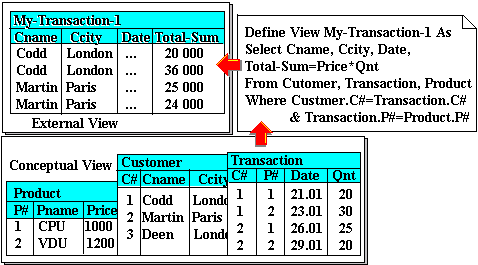 My-Transaction-1
Cname Ccity Date Total-Sum
Codd London ... 20 000
Codd London ... 36 000
Martin Paris ... 25 000
Martin Paris ... 24 000
External View
Define View My-Transaction-1 As
Select Cname, Ccity, Date,
Total-Sum=Price*Qnt
From Cutomer, Transaction, Product
Where Custmer.C#=Transaction.C#
& Transaction.P#=Product.P#
Conceptual View
Product
P# Pname Price
1 CPU 1000
2 VDU 1200
Customer
C# Cname Ccity
1 Codd Lond
2 Martin Paris
3 Deen Lond
Transaction
C# P# Date Qnt
1 1 21.01 20
1 2 23.01 30
2 1 26.01 25
2 2 29.01 20